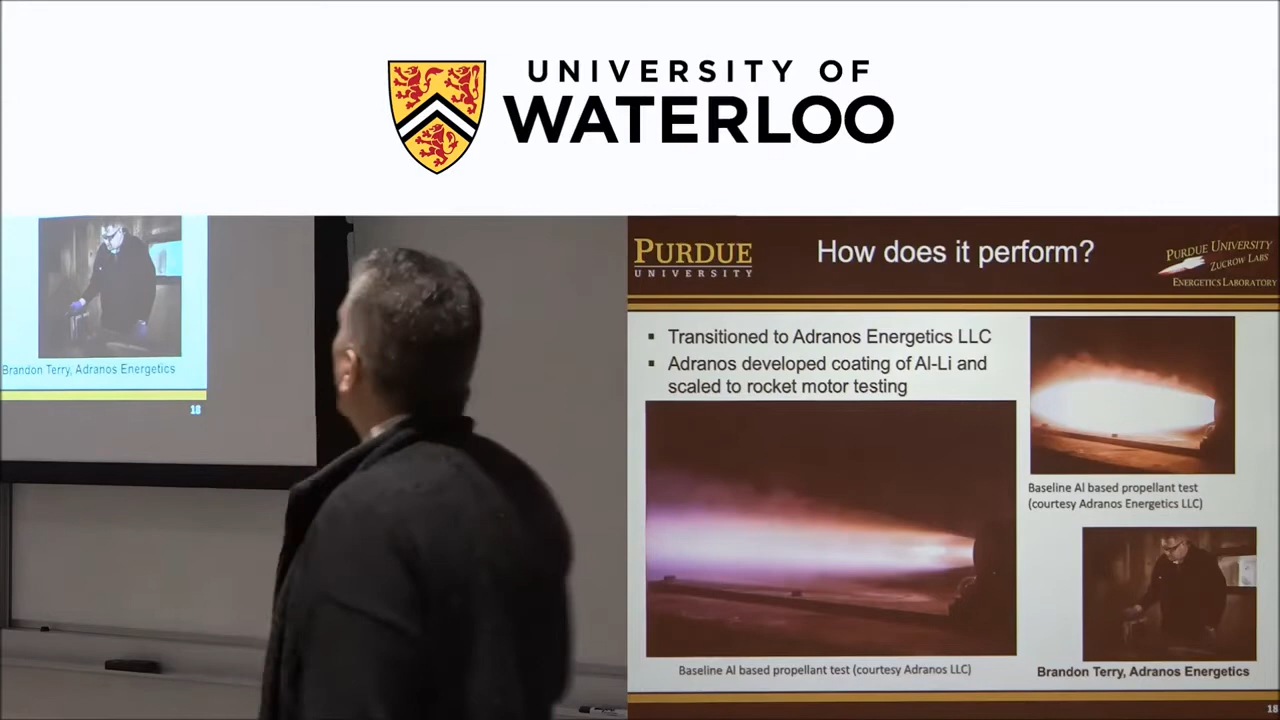 UNIVERSITY OF
WATERLOO
Brandon Terry, Adranos Energetics
18
PURDUE
UNIVERSITY
How does it perform?
PURDUE UNIVERSITY
ZUCROW LABS
ENERGETICS LABORATORY
Transitioned to Adranos Energetics LLC
Adranos developed coating of Al-Li and
scaled to rocket motor testing
Baseline Al based propellant test
(courtesy Adranos Energetics LLC)
Baseline Al based propellant test (courtesy Adranos LLC)
Brandon Terry, Adranos Energetics
18